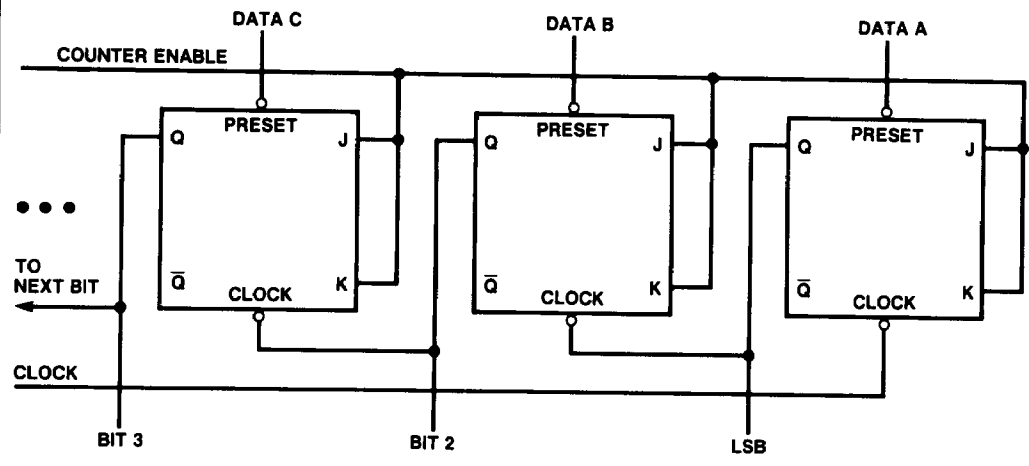 DATA C
DATA B
DATA A
COUNTER ENABLE
PRESET
PRESET
PRESET
Q
J
Q
J
Q
J
TO
NEXT BIT
Q̅
CLOCK
K
Q̅
CLOCK
K
Q̅
CLOCK
K
CLOCK
BIT 3
BIT 2
LSB